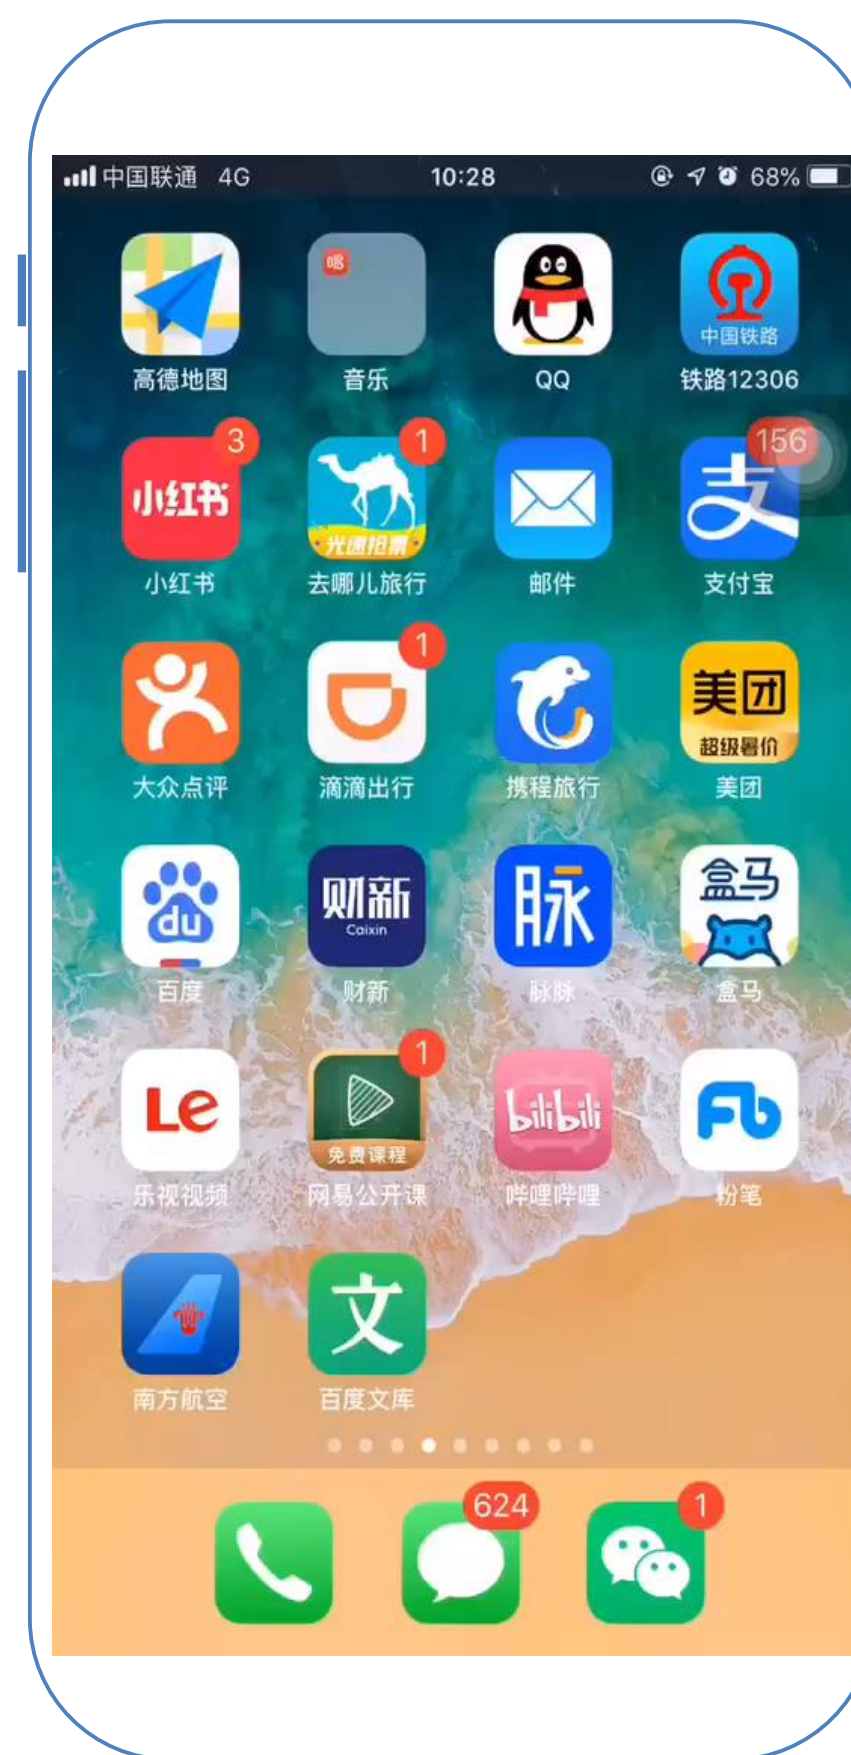 中国联通 4G 10:28 68%
唱
中国铁路
高德地图 音乐 QQ 铁路12306
3 1 156
小红书 光速抢票 支
小红书 去哪儿旅行 邮件 支付宝
1
美团
超级暑价
大众点评 滴滴出行 携程旅行 美团
du 财新 脉 盒马
Caixin
百度 财新 脉脉 盒马
1
Le bilibili Fb
免费课程
乐视视频 网易公开课 哔哩哔哩 粉笔
文
南方航空 百度文库
624 1